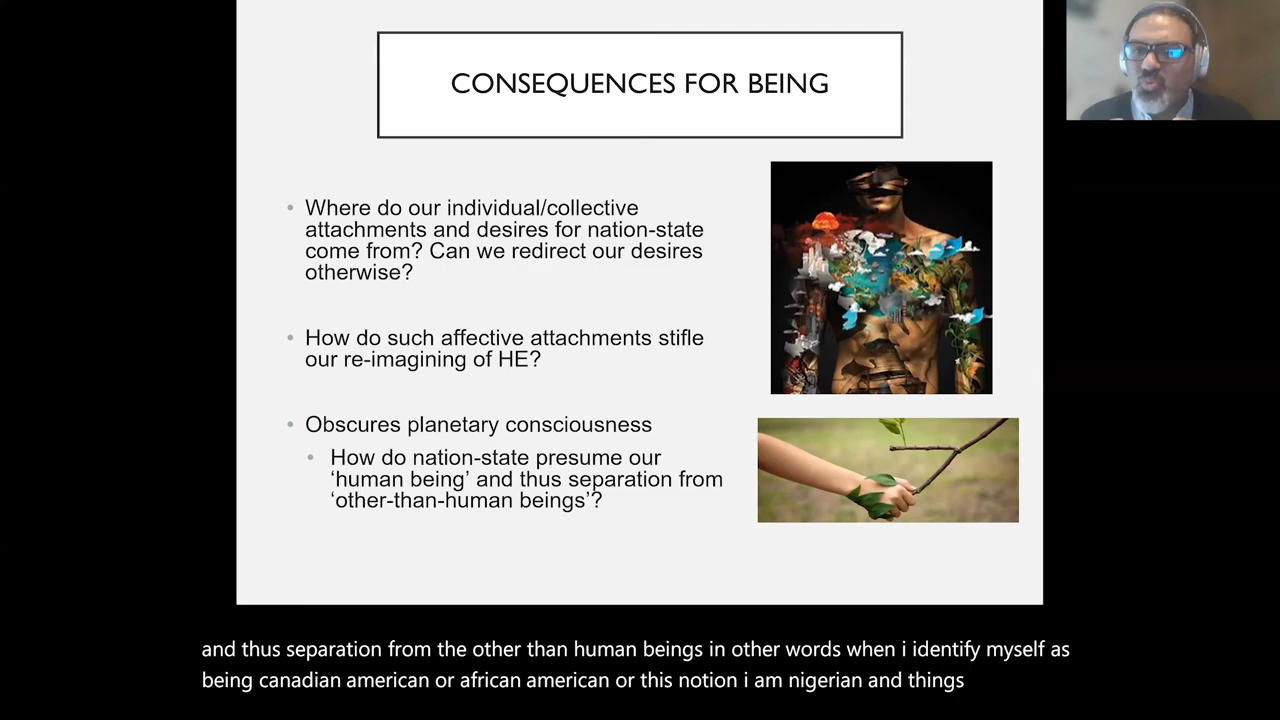 CONSEQUENCES FOR BEING
• Where do our individual/collective
attachments and desires for nation-state
come from? Can we redirect our desires
otherwise?
• How do such affective attachments stifle
our re-imagining of HE?
• Obscures planetary consciousness
• How do nation-state presume our
‘human being’ and thus separation from
‘other-than-human beings’?
and thus separation from the other than human beings in other words when i identify myself as
being canadian american or african american or this notion i am nigerian and things